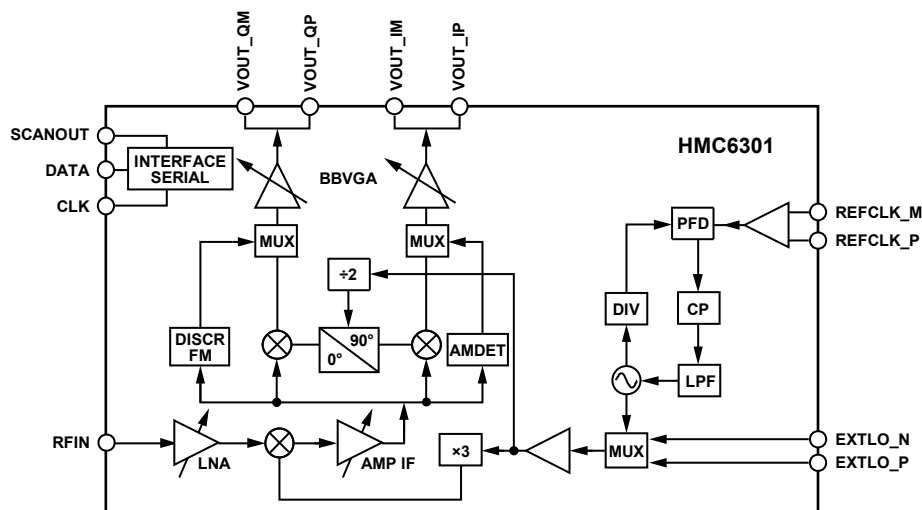 VOUT_QM
VOUT_QP
VOUT_IM
VOUT_IP
SCANOUT
DATA
CLK
INTERFACE
SERIAL
BBVGA
HMC6301
MUX
MUX
÷2
PFD
REFCLK_M
REFCLK_P
DIV
CP
DISCR
FM
0°
90°
AMDET
LPF
RFIN
LNA
AMP IF
×3
MUX
EXTLO_N
EXTLO_P